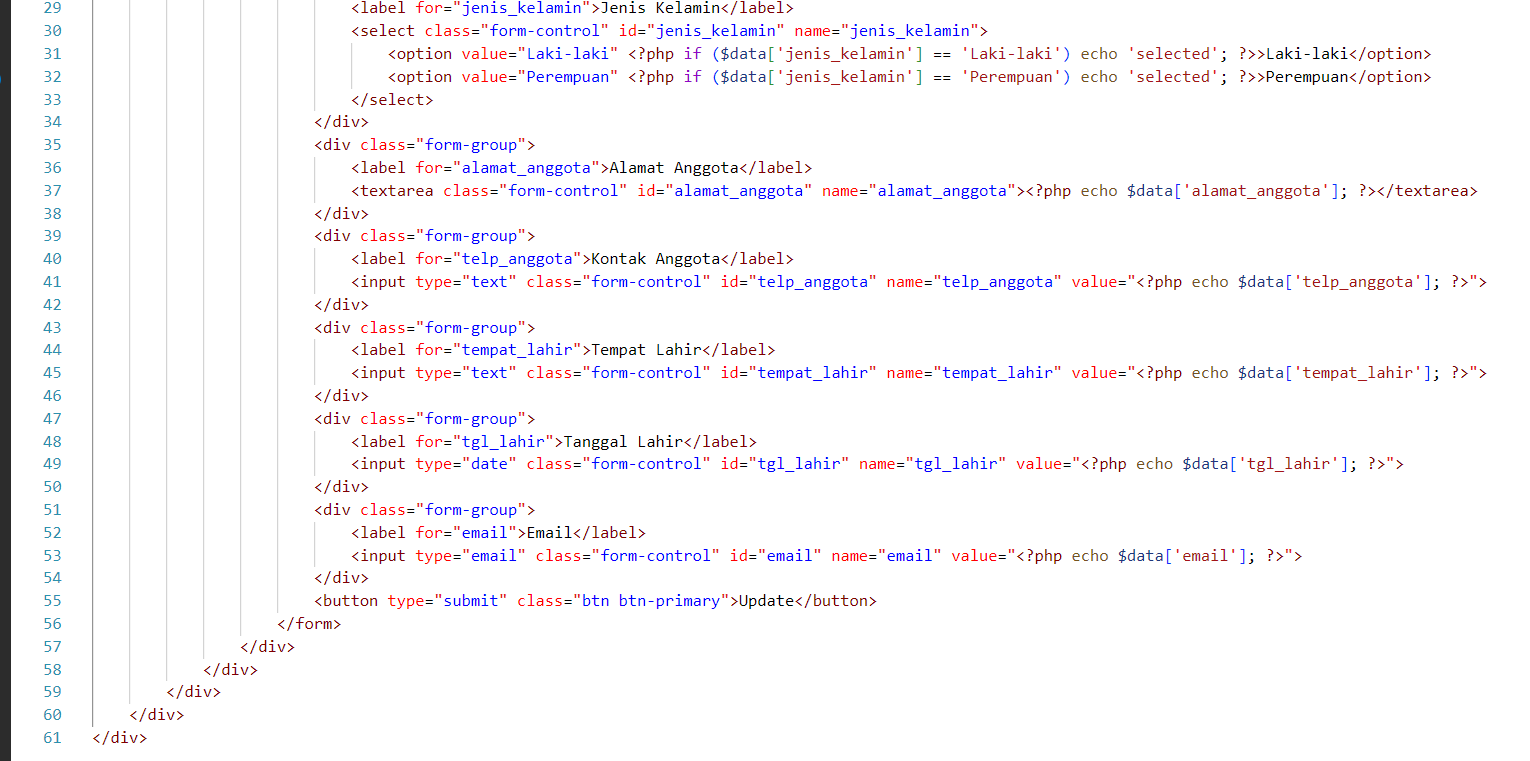 29 <label for="jenis_kelamin">Jenis Kelamin</label>
30 <select class="form-control" id="jenis_kelamin" name="jenis_kelamin">
31 <option value="Laki-laki" <?php if ($data['jenis_kelamin'] == 'Laki-laki') echo 'selected'; ?>>Laki-laki</option>
32 <option value="Perempuan" <?php if ($data['jenis_kelamin'] == 'Perempuan') echo 'selected'; ?>>Perempuan</option>
33 </select>
34 </div>
35 <div class="form-group">
36 <label for="alamat_anggota">Alamat Anggota</label>
37 <textarea class="form-control" id="alamat_anggota" name="alamat_anggota"><?php echo $data['alamat_anggota']; ?></textarea>
38 </div>
39 <div class="form-group">
40 <label for="telp_anggota">Kontak Anggota</label>
41 <input type="text" class="form-control" id="telp_anggota" name="telp_anggota" value="<?php echo $data['telp_anggota']; ?>">
42 </div>
43 <div class="form-group">
44 <label for="tempat_lahir">Tempat Lahir</label>
45 <input type="text" class="form-control" id="tempat_lahir" name="tempat_lahir" value="<?php echo $data['tempat_lahir']; ?>">
46 </div>
47 <div class="form-group">
48 <label for="tgl_lahir">Tanggal Lahir</label>
49 <input type="date" class="form-control" id="tgl_lahir" name="tgl_lahir" value="<?php echo $data['tgl_lahir']; ?>">
50 </div>
51 <div class="form-group">
52 <label for="email">Email</label>
53 <input type="email" class="form-control" id="email" name="email" value="<?php echo $data['email']; ?>">
54 </div>
55 <button type="submit" class="btn btn-primary">Update</button>
56 </form>
57 </div>
58 </div>
59 </div>
60 </div>
61 </div>